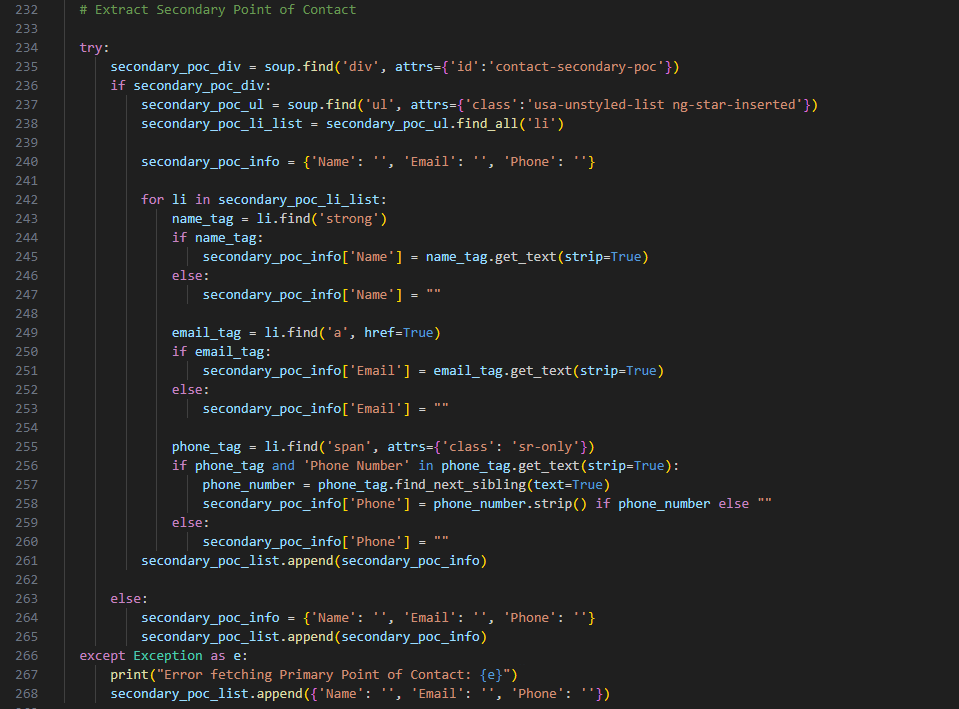 232 # Extract Secondary Point of Contact
233
234 try:
235     secondary_poc_div = soup.find('div', attrs={'id':'contact-secondary-poc'})
236     if secondary_poc_div:
237         secondary_poc_ul = soup.find('ul', attrs={'class':'usa-unstyled-list ng-star-inserted'})
238         secondary_poc_li_list = secondary_poc_ul.find_all('li')
239
240         secondary_poc_info = {'Name': '', 'Email': '', 'Phone': ''}
241
242         for li in secondary_poc_li_list:
243             name_tag = li.find('strong')
244             if name_tag:
245                 secondary_poc_info['Name'] = name_tag.get_text(strip=True)
246             else:
247                 secondary_poc_info['Name'] = ""
248
249             email_tag = li.find('a', href=True)
250             if email_tag:
251                 secondary_poc_info['Email'] = email_tag.get_text(strip=True)
252             else:
253                 secondary_poc_info['Email'] = ""
254
255             phone_tag = li.find('span', attrs={'class': 'sr-only'})
256             if phone_tag and 'Phone Number' in phone_tag.get_text(strip=True):
257                 phone_number = phone_tag.find_next_sibling(text=True)
258                 secondary_poc_info['Phone'] = phone_number.strip() if phone_number else ""
259             else:
260                 secondary_poc_info['Phone'] = ""
261         secondary_poc_list.append(secondary_poc_info)
262
263     else:
264         secondary_poc_info = {'Name': '', 'Email': '', 'Phone': ''}
265         secondary_poc_list.append(secondary_poc_info)
266 except Exception as e:
267     print("Error fetching Primary Point of Contact: {e}")
268     secondary_poc_list.append({'Name': '', 'Email': '', 'Phone': ''})